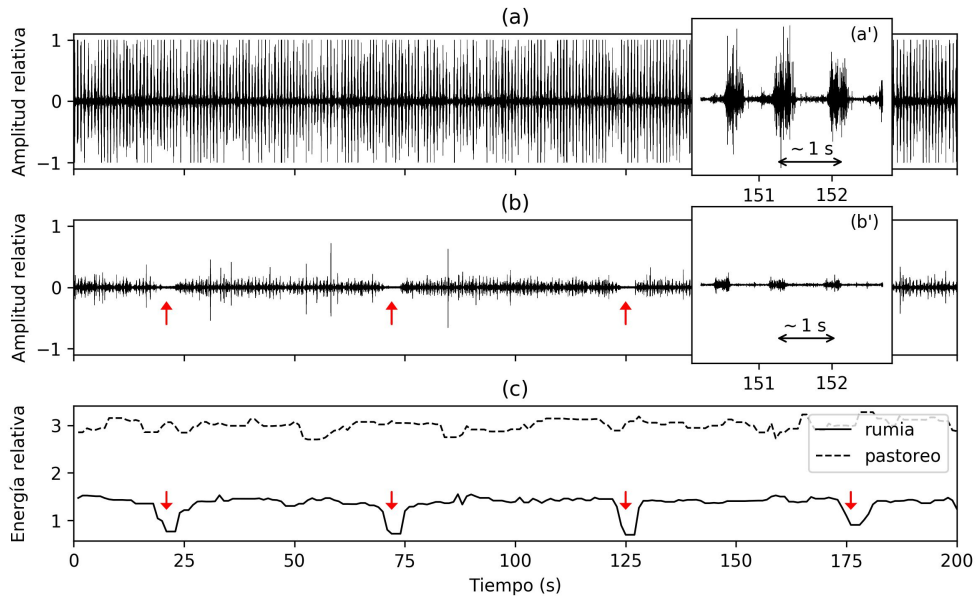 (a)
Amplitud relativa
1
0
−1
(a')
~ 1 s
151 152
(b)
Amplitud relativa
1
0
−1
(b')
~ 1 s
151 152
(c)
Energía relativa
3
2
1
rumia
pastoreo
0 25 50 75 100 125 150 175 200
Tiempo (s)